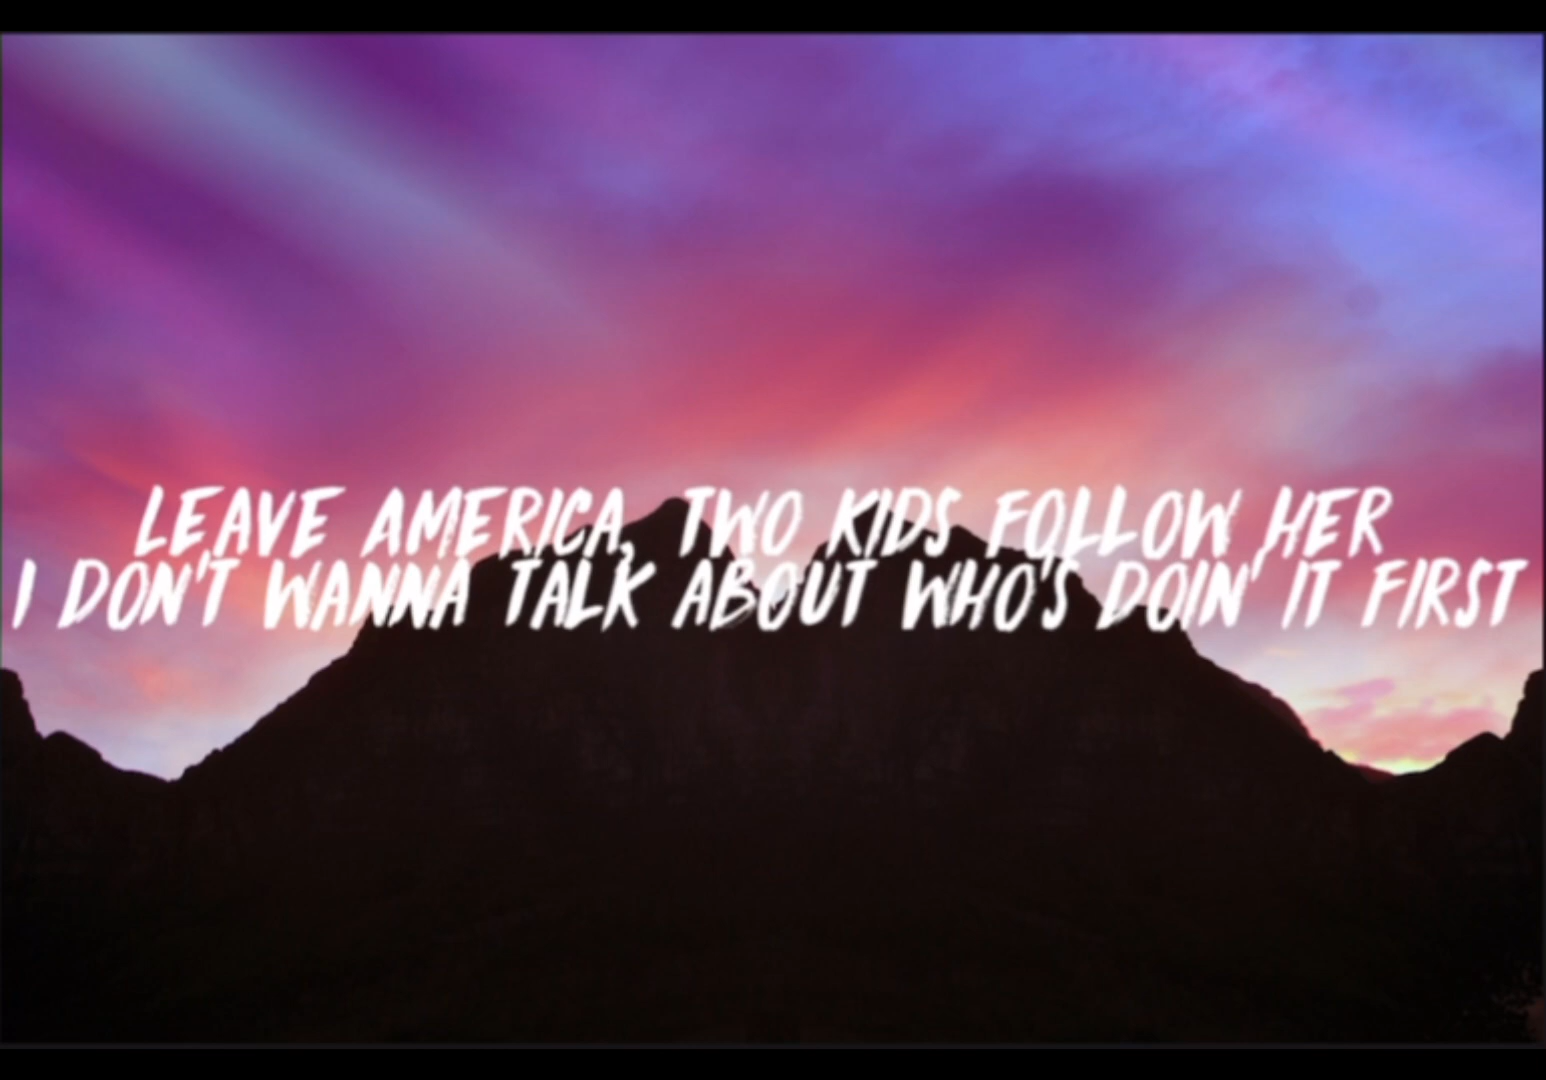 LEAVE AMERICA, TWO KIDS FOLLOW HER
I DON'T WANNA TALK ABOUT WHO'S DOIN' IT FIRST